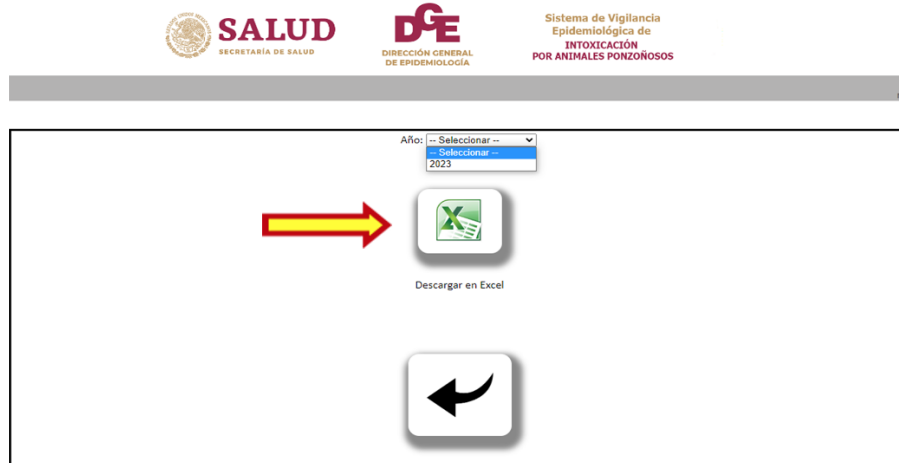 SALUD
SECRETARÍA DE SALUD
DGE
DIRECCIÓN GENERAL
DE EPIDEMIOLOGÍA
Sistema de Vigilancia
Epidemiológica de
INTOXICACIÓN
POR ANIMALES PONZOÑOSOS
Año: -- Seleccionar --
-- Seleccionar --
2023
Descargar en Excel